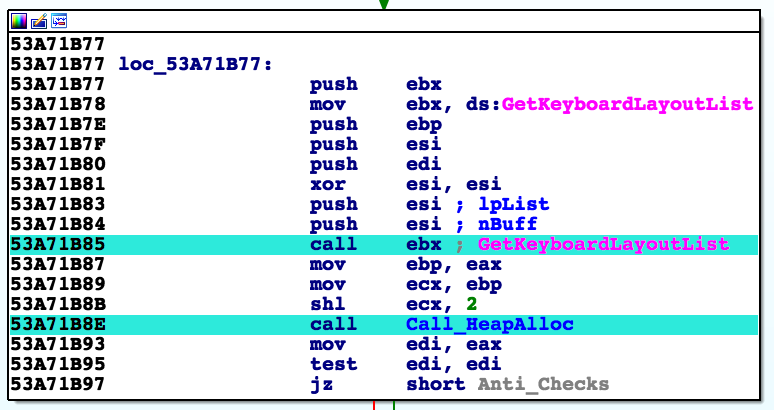 53A71B77
53A71B77 loc_53A71B77:
53A71B77 push ebx
53A71B78 mov ebx, ds:GetKeyboardLayoutList
53A71B7E push ebp
53A71B7F push esi
53A71B80 push edi
53A71B81 xor esi, esi
53A71B83 push esi ; lpList
53A71B84 push esi ; nBuff
53A71B85 call ebx ; GetKeyboardLayoutList
53A71B87 mov ebp, eax
53A71B89 mov ecx, ebp
53A71B8B shl ecx, 2
53A71B8E call Call_HeapAlloc
53A71B93 mov edi, eax
53A71B95 test edi, edi
53A71B97 jz short Anti_Checks